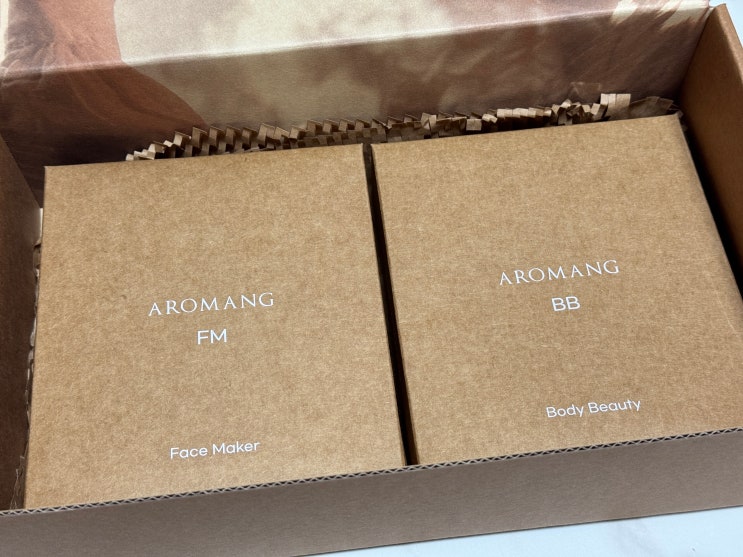 AROMANG
FM
Face Maker
AROMANG
BB
Body Beauty